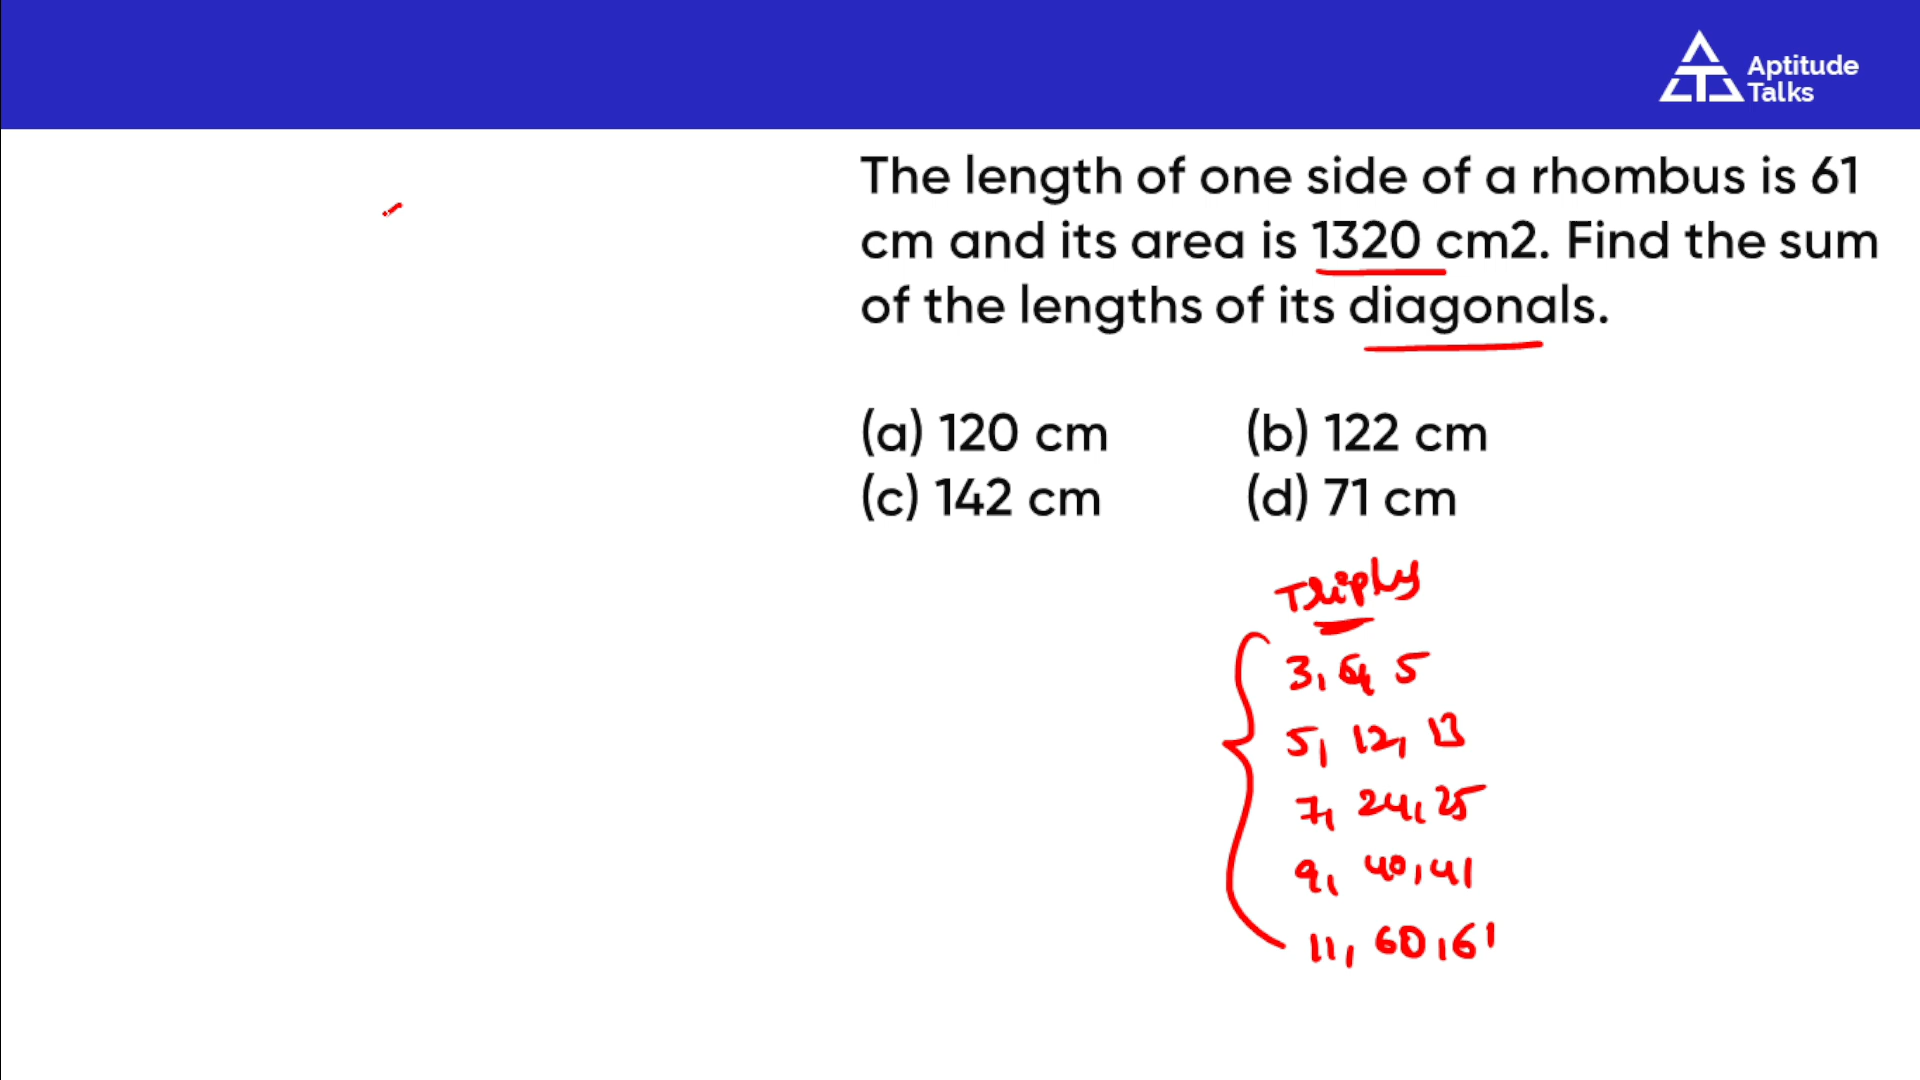 Aptitude
Talks
The length of one side of a rhombus is 61
cm and its area is 1320 cm2. Find the sum
of the lengths of its diagonals.
(a) 120 cm (b) 122 cm
(c) 142 cm (d) 71 cm
3, 4, 5
5, 12, 13
7, 24, 25
9, 40, 41
11, 60, 61